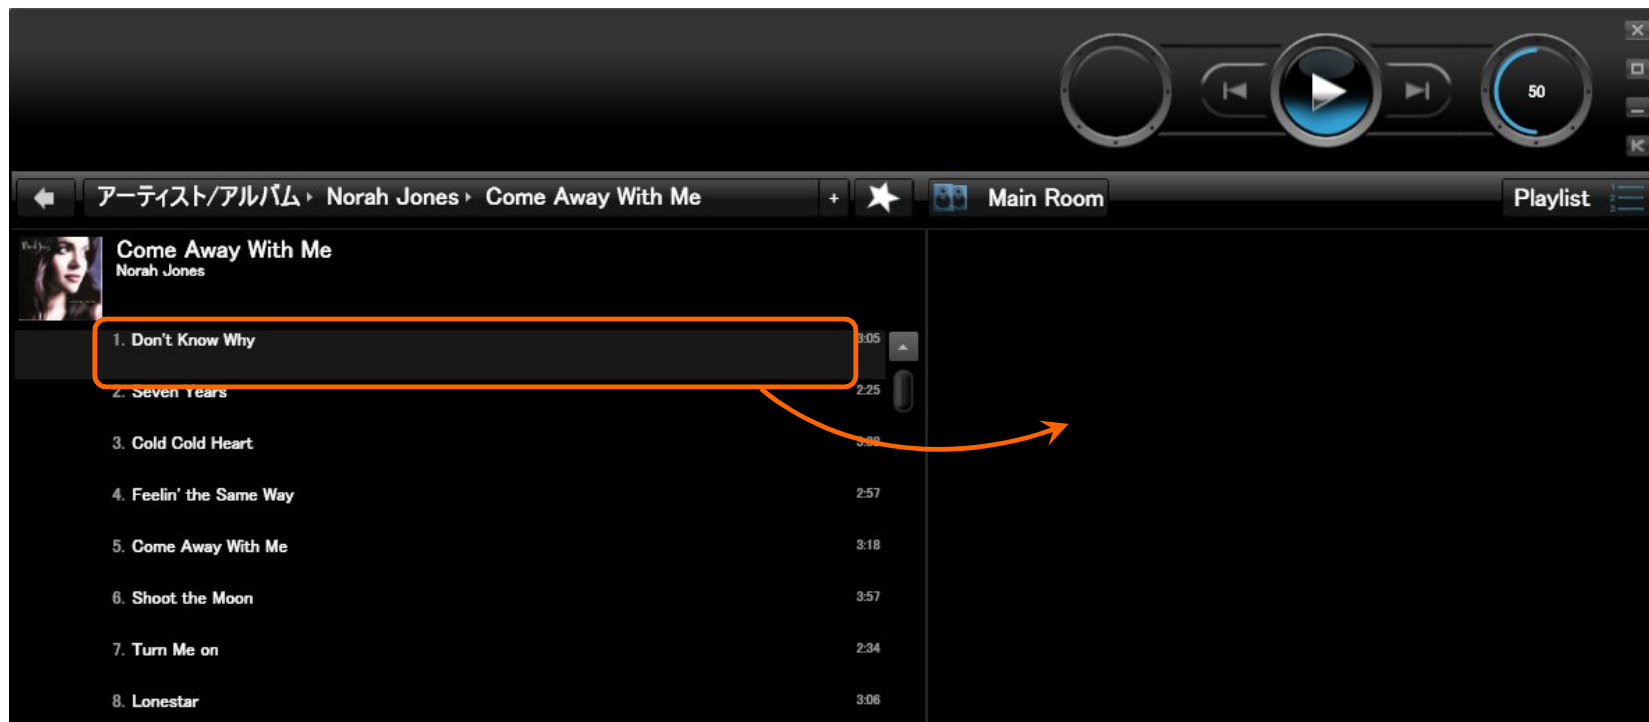 50
アーティスト/アルバム Norah Jones Come Away With Me + Main Room Playlist
Come Away With Me
Norah Jones
1. Don't Know Why 3:05
2. Seven Years 2:25
3. Cold Cold Heart
4. Feelin' the Same Way 2:57
5. Come Away With Me 3:18
6. Shoot the Moon 3:57
7. Turn Me on 2:34
8. Lonestar 3:06